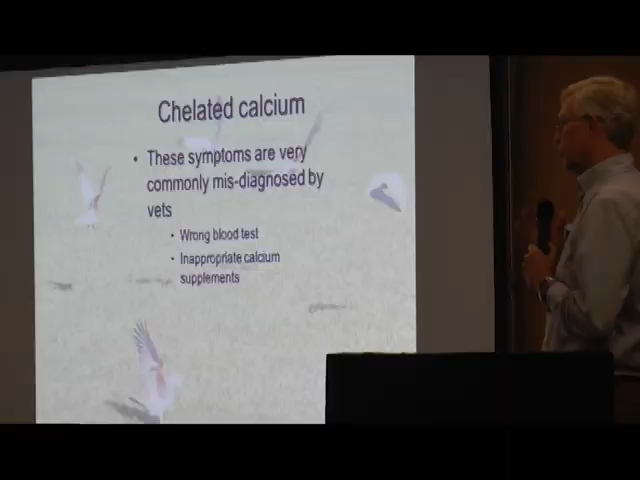 Chelated calcium
• These symptoms are very
commonly mis-diagnosed by
vets
• Wrong blood test
• Inappropriate calcium
supplements